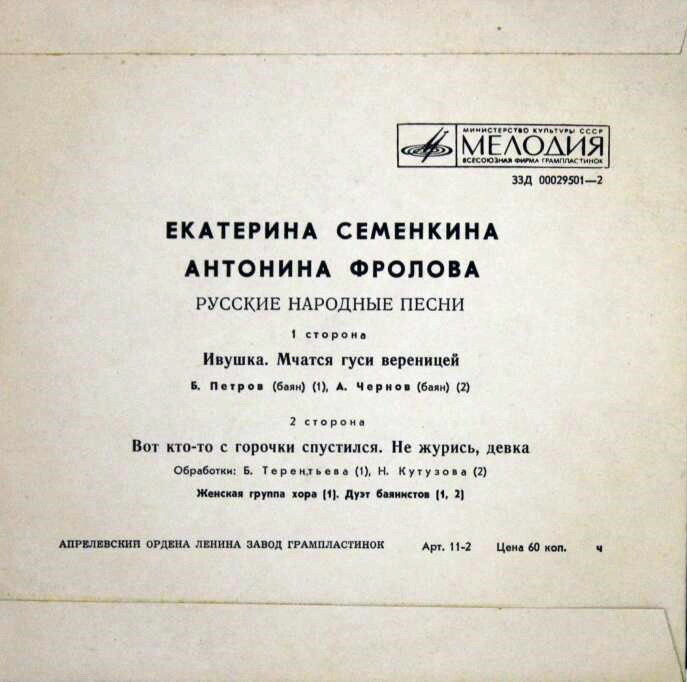 МИНИСТЕРСТВО КУЛЬТУРЫ СССР
МЕЛОДИЯ
ВСЕСОЮЗНАЯ ФИРМА ГРАМПЛАСТИНОК
33Д 00029501—2
ЕКАТЕРИНА СЕМЕНКИНА
АНТОНИНА ФРОЛОВА
РУССКИЕ НАРОДНЫЕ ПЕСНИ
1 сторона
Ивушка. Мчатся гуси вереницей
Б. Петров (баян) (1), А. Чернов (баян) (2)
2 сторона
Вот кто-то с горочки спустился. Не журись, девка
Обработки: Б. Терентьева (1), Н. Кутузова (2)
Женская группа хора (1). Дуэт баянистов (1, 2)
АПРЕЛЕВСКИЙ ОРДЕНА ЛЕНИНА ЗАВОД ГРАМПЛАСТИНОК Арт. 11-2 Цена 60 коп. ч